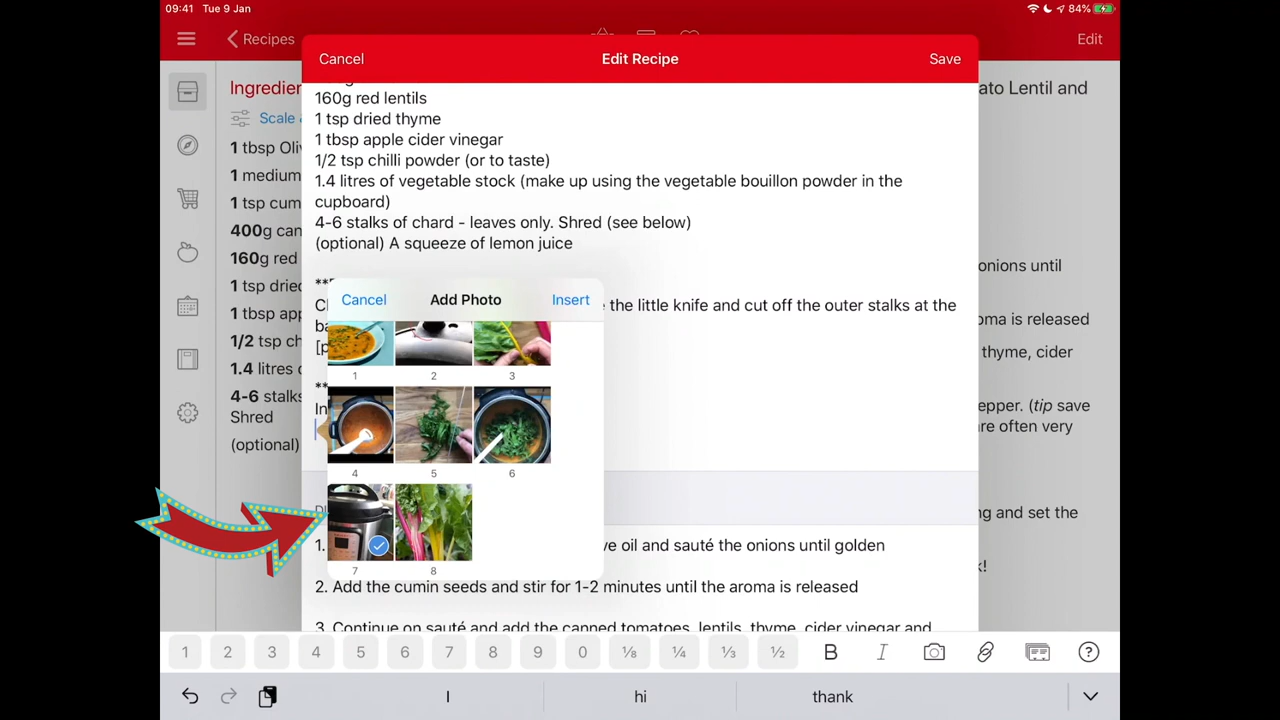 09:41 Tue 9 Jan
84%
Recipes
Edit
Cancel
Edit Recipe
Save
Ingredien
ato Lentil and
Scale
1 tbsp Oli
1 medium
1 tsp cum
400g can
160g red
1 tsp dried
1 tbsp app
1/2 tsp ch
1.4 litres
4-6 stalks
Shred
(optional)
160g red lentils
1 tsp dried thyme
1 tbsp apple cider vinegar
1/2 tsp chilli powder (or to taste)
1.4 litres of vegetable stock (make up using the vegetable bouillon powder in the
cupboard)
4-6 stalks of chard - leaves only. Shred (see below)
(optional) A squeeze of lemon juice
**
the little knife and cut off the outer stalks at the
ba
[p
**
In
Cancel
Add Photo
Insert
1
2
3
4
5
6
7
8
1.
ve oil and sauté the onions until golden
2. Add the cumin seeds and stir for 1-2 minutes until the aroma is released
3. Continue on sauté and add the canned tomatoes, lentils, thyme, cider vinegar and
onions until
oma is released
thyme, cider
epper. (tip save
re often very
ng and set the
k!
1 2 3 4 5 6 7 8 9 0 ⅛ ¼ ⅓ ½ B I
I
hi
thank